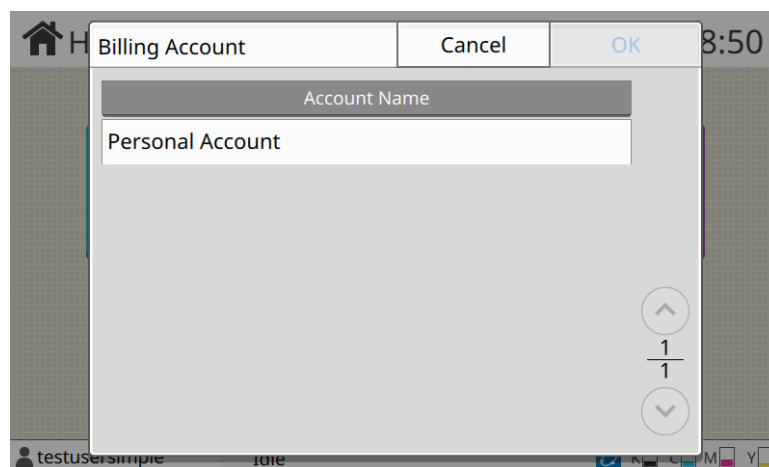 H
Billing Account
Cancel
OK
8:50
Account Name
Personal Account
1
1
testusersimple
Idle
K C M Y